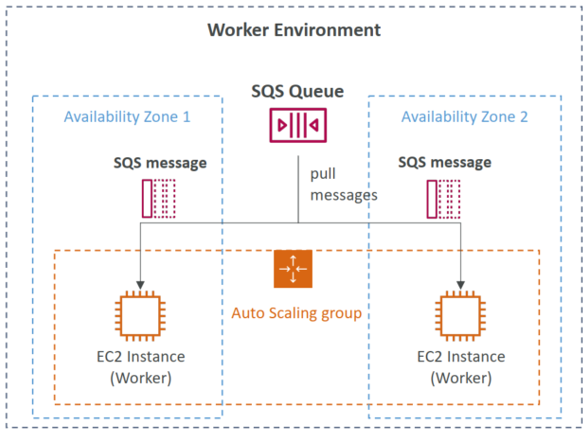 Worker Environment
SQS Queue
Availability Zone 1
Availability Zone 2
SQS message
SQS message
pull
messages
Auto Scaling group
EC2 Instance
(Worker)
EC2 Instance
(Worker)